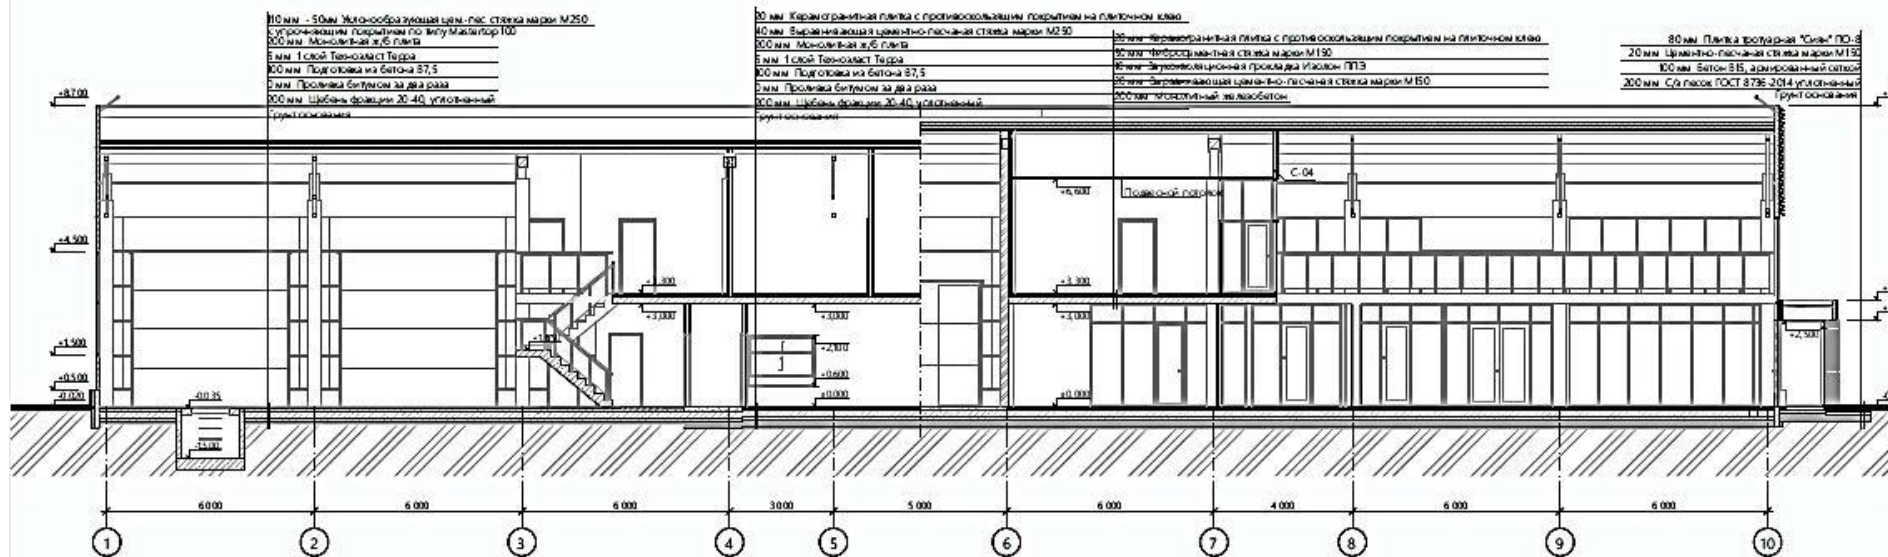 110 мм - 50мм Уклонообразующая цем.-пес стяжка марки М250
с упрочняющим покрытием по типу Mastertop 100
200 мм Монолитная ж/б плита
5 мм 1 слой Техноэласт Терра
100 мм Подготовка из бетона В7,5
Проливка битумом за два раза
200 мм Щебень фракции 20-40, уплотненный
Грунт основания
20 мм Керамогранитная плитка с противоскользящим покрытием на плиточном клею
40 мм Выравнивающая цементно-песчаная стяжка марки М250
200 мм Монолитная ж/б плита
5 мм 1 слой Техноэласт Терра
100 мм Подготовка из бетона В7,5
Проливка битумом за два раза
200 мм Щебень фракции 20-40, уплотненный
Грунт основания
20 мм Керамогранитная плитка с противоскользящим покрытием на плиточном клею
50 мм Фиброцементная стяжка марки М150
10 мм Звукоизоляционная прокладка Изолон ППЭ
20 мм Выравнивающая цементно-песчаная стяжка марки М150
200 мм Монолитный железобетон
80 мм Плитка тротуарная "Сиян" ПО-8
20 мм Цементно-песчаная стяжка марки М150
100 мм Бетон В15, армированный сеткой
200 мм С/з песок ГОСТ 8736-2014 уплотненный
Грунт основания
+8,700
С-04
+6,600
Подвесной потолок
+4,500
+3,300
+3,300
+3,000
+3,000
+3,000
+2,500
+2,100
+1,500
+0,600
+0,500
±0,000
±0,000
-0,020
-0,035
-1,500
6 000
6 000
6 000
3 000
5 000
6 000
4 000
6 000
6 000
1
2
3
4
5
6
7
8
9
10